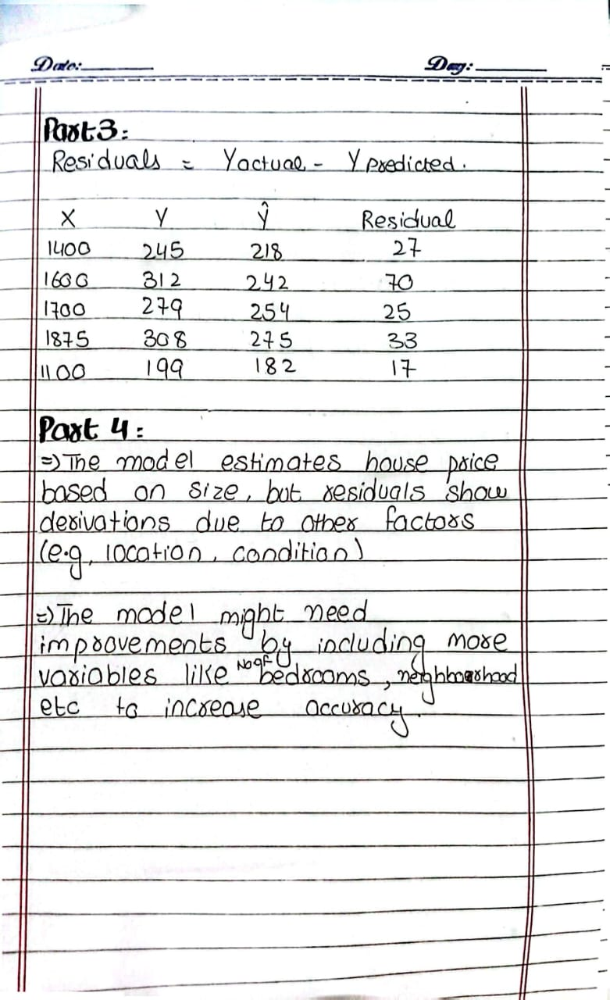 Date:
Day:
Part 3:
Residuals = Yactual - Y predicted.
X Y ŷ Residual
1400 245 218 27
1600 312 242 70
1700 279 254 25
1875 308 275 33
1100 199 182 17
Part 4:
=> The model estimates house price
based on size, but residuals show
derivations due to other factors
(e.g, location, condition)
=> The model might need
improvements by including more
variables like No of bedrooms, neighbourhood
etc to increase accuracy.